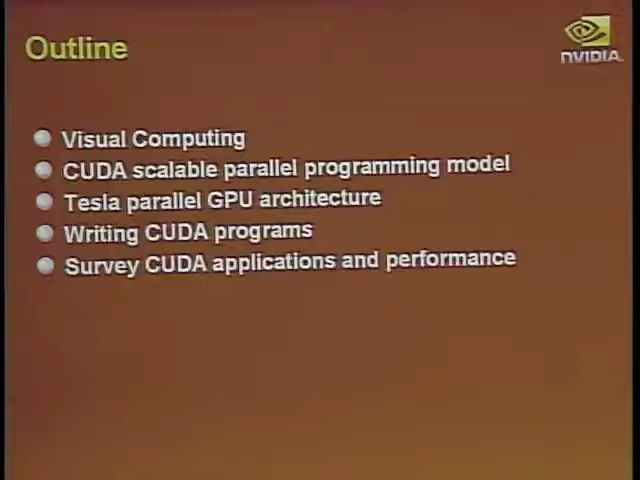 Outline
NVIDIA.
Visual Computing
CUDA scalable parallel programming model
Tesla parallel GPU architecture
Writing CUDA programs
Survey CUDA applications and performance